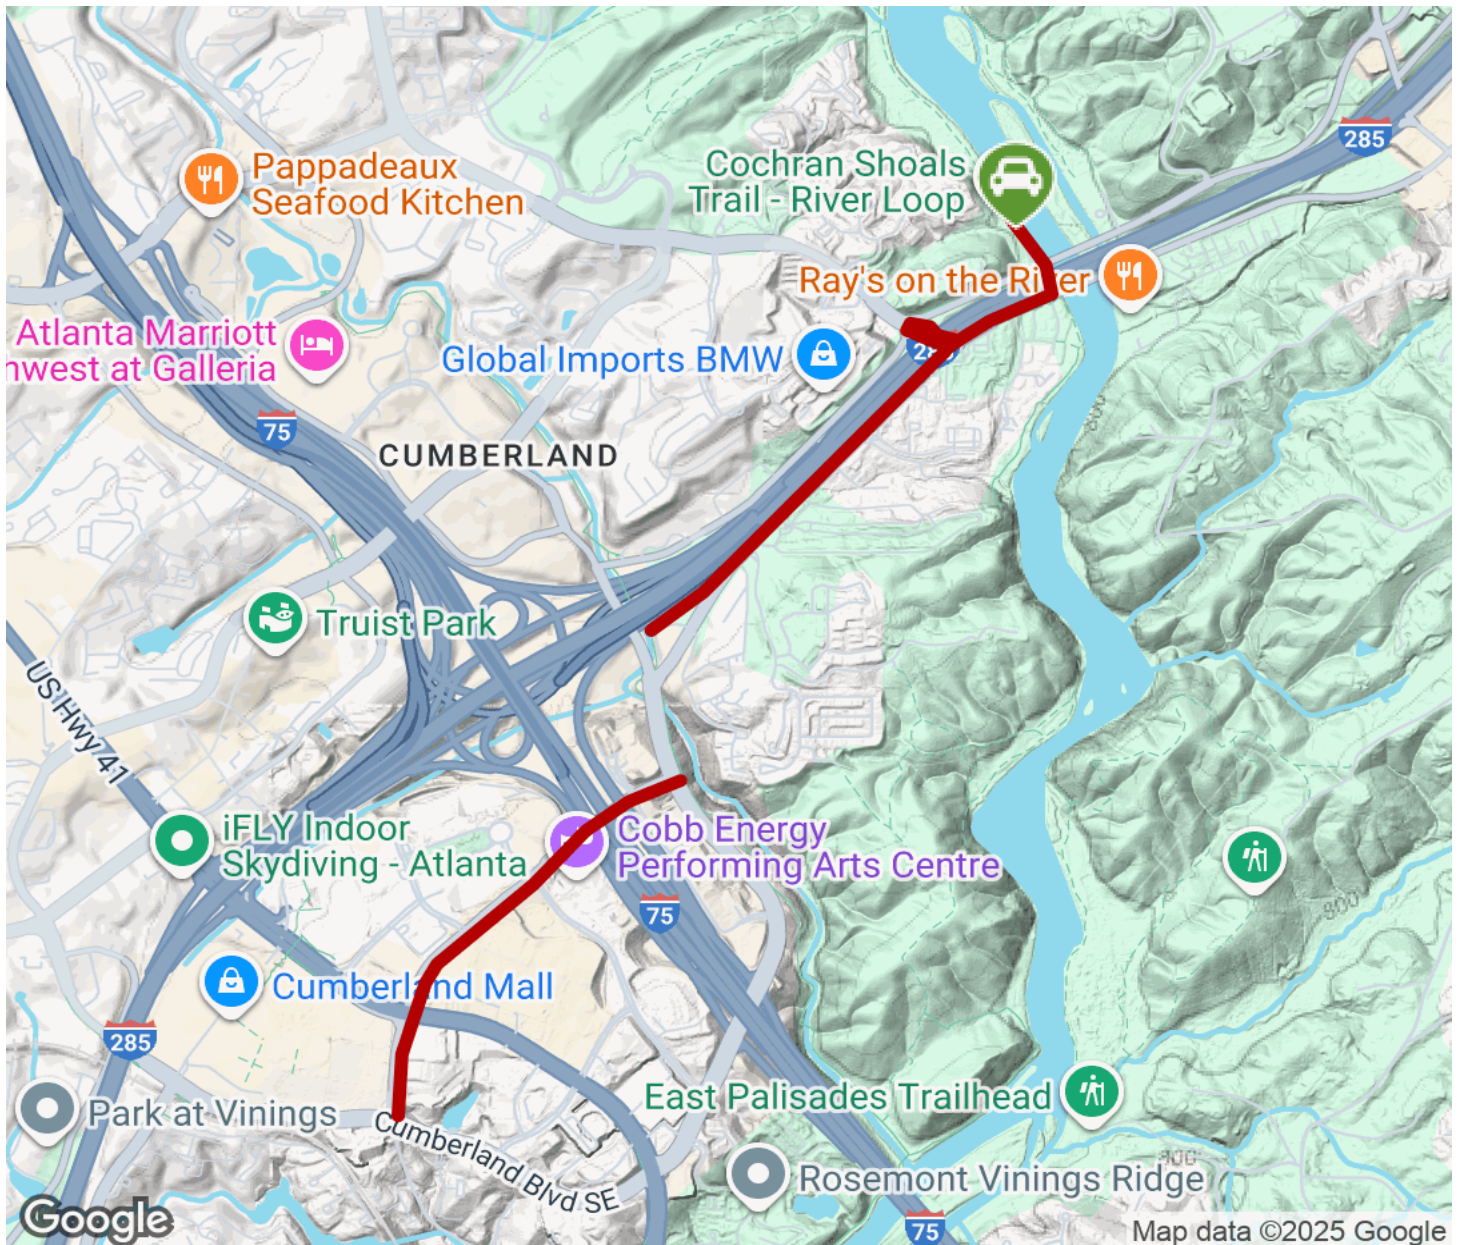 285
Pappadeaux
Seafood Kitchen
Cochran Shoals
Trail - River Loop
Ray's on the River
Atlanta Marriott
nwest at Galleria
Global Imports BMW
285
75
CUMBERLAND
Truist Park
US Hwy 41
iFLY Indoor
Skydiving - Atlanta
Cobb Energy
Performing Arts Centre
800
75
Cumberland Mall
285
Park at Vinings
Cumberland Blvd SE
East Palisades Trailhead
Rosemont Vinings Ridge
75
Google
Map data ©2025 Google